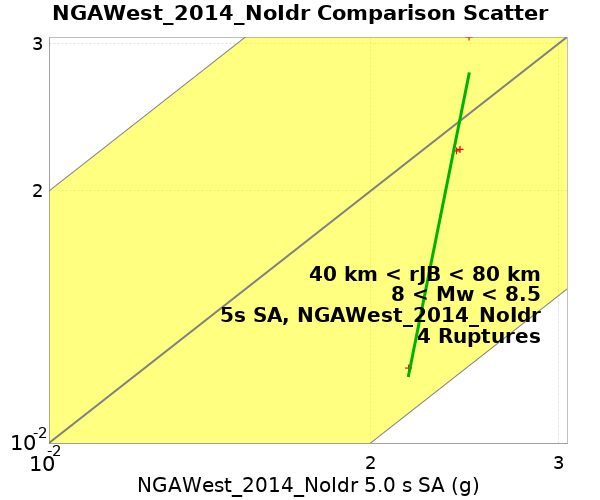 NGAWest_2014_NoIdr Comparison Scatter
3
2
40 km < rJB < 80 km
8 < Mw < 8.5
5s SA, NGAWest_2014_NoIdr
4 Ruptures
10-2
10-2 2 3
NGAWest_2014_NoIdr 5.0 s SA (g)